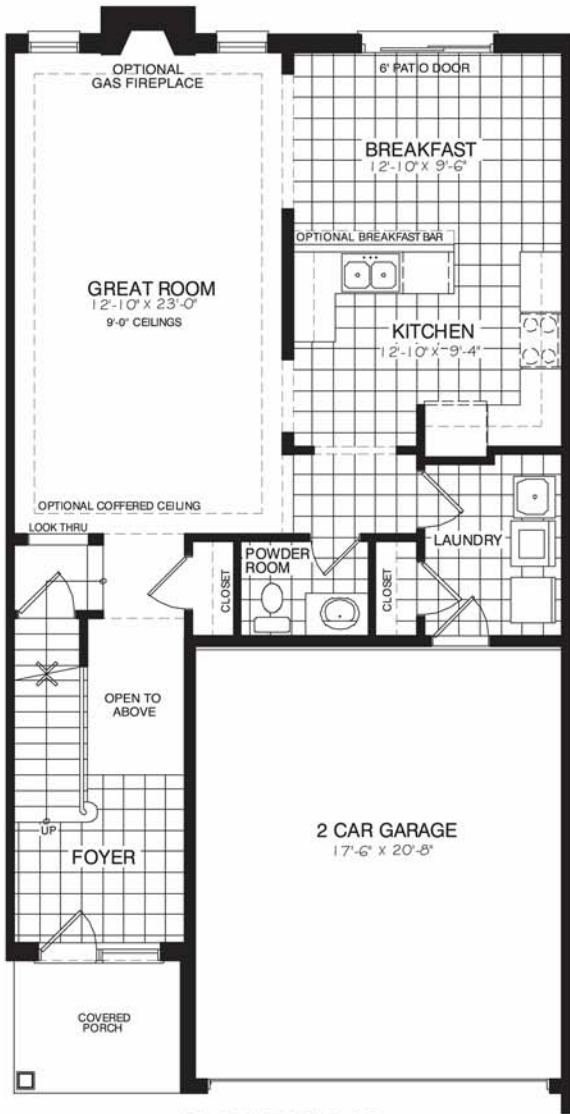 OPTIONAL
GAS FIREPLACE
6' PATIO DOOR
BREAKFAST
12'-10" X 9'-6"
OPTIONAL BREAKFAST BAR
GREAT ROOM
12'-10" X 23'-0"
9'-0" CEILINGS
KITCHEN
12'-10" X 9'-4"
OPTIONAL COFFERED CEILING
LOOK THRU
LAUNDRY
POWDER
ROOM
CLOSET
CLOSET
OPEN TO
ABOVE
UP
FOYER
2 CAR GARAGE
17'-6" X 20'-8"
COVERED
PORCH